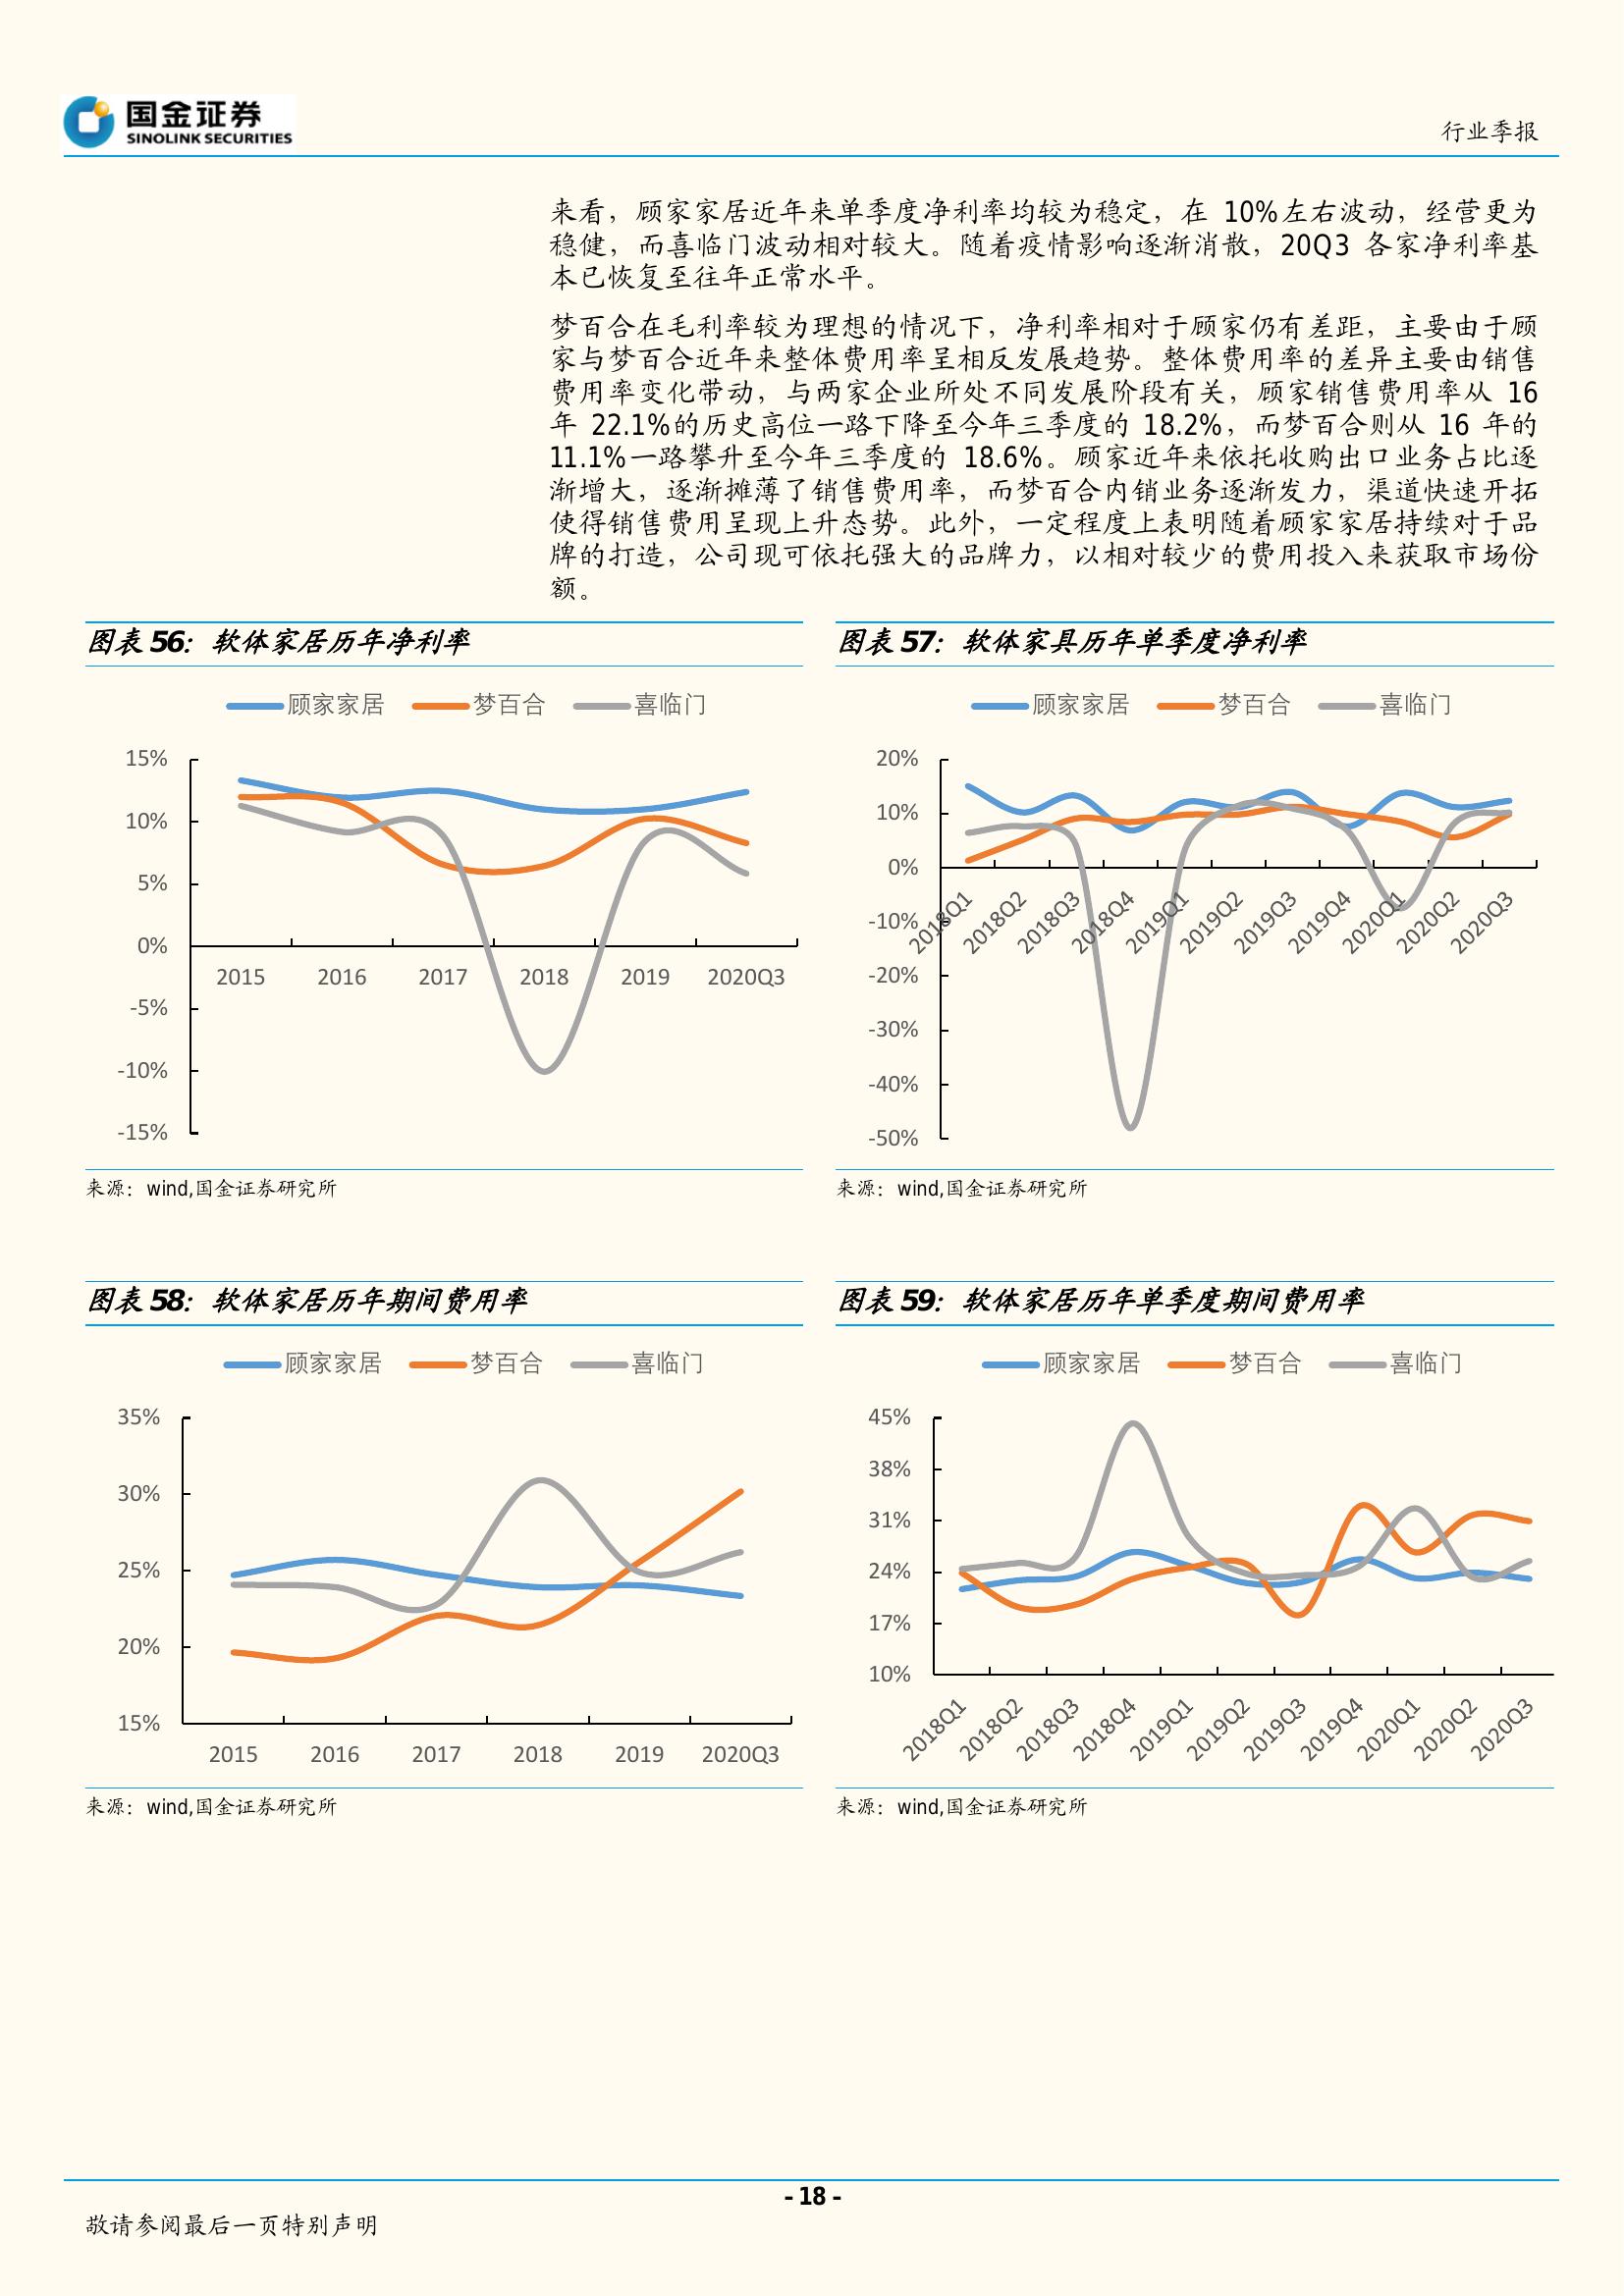 国金证券
SINOLINK SECURITIES
行业季报
来看，顾家家居近年来单季度净利率均较为稳定，在 10%左右波动，经营更为
稳健，而喜临门波动相对较大。随着疫情影响逐渐消散，20Q3 各家净利率基
本已恢复至往年正常水平。
梦百合在毛利率较为理想的情况下，净利率相对于顾家仍有差距，主要由于顾
家与梦百合近年来整体费用率呈相反发展趋势。整体费用率的差异主要由销售
费用率变化带动，与两家企业所处不同发展阶段有关，顾家销售费用率从 16
年 22.1%的历史高位一路下降至今年三季度的 18.2%，而梦百合则从 16 年的
11.1%一路攀升至今年三季度的 18.6%。顾家近年来依托收购出口业务占比逐
渐增大，逐渐摊薄了销售费用率，而梦百合内销业务逐渐发力，渠道快速开拓
使得销售费用呈现上升态势。此外，一定程度上表明随着顾家家居持续对于品
牌的打造，公司现可依托强大的品牌力，以相对较少的费用投入来获取市场份
额。
图表 56：软体家居历年净利率
顾家家居 梦百合 喜临门
15%
10%
5%
0%
-5%
-10%
-15%
2015 2016 2017 2018 2019 2020Q3
来源：wind,国金证券研究所
图表 57：软体家具历年单季度净利率
顾家家居 梦百合 喜临门
20%
10%
0%
-10%
-20%
-30%
-40%
-50%
2018Q1 2018Q2 2018Q3 2018Q4 2019Q1 2019Q2 2019Q3 2019Q4 2020Q1 2020Q2 2020Q3
来源：wind,国金证券研究所
图表 58：软体家居历年期间费用率
顾家家居 梦百合 喜临门
35%
30%
25%
20%
15%
2015 2016 2017 2018 2019 2020Q3
来源：wind,国金证券研究所
图表 59：软体家居历年单季度期间费用率
顾家家居 梦百合 喜临门
45%
38%
31%
24%
17%
10%
2018Q1 2018Q2 2018Q3 2018Q4 2019Q1 2019Q2 2019Q3 2019Q4 2020Q1 2020Q2 2020Q3
来源：wind,国金证券研究所
- 18 -
敬请参阅最后一页特别声明